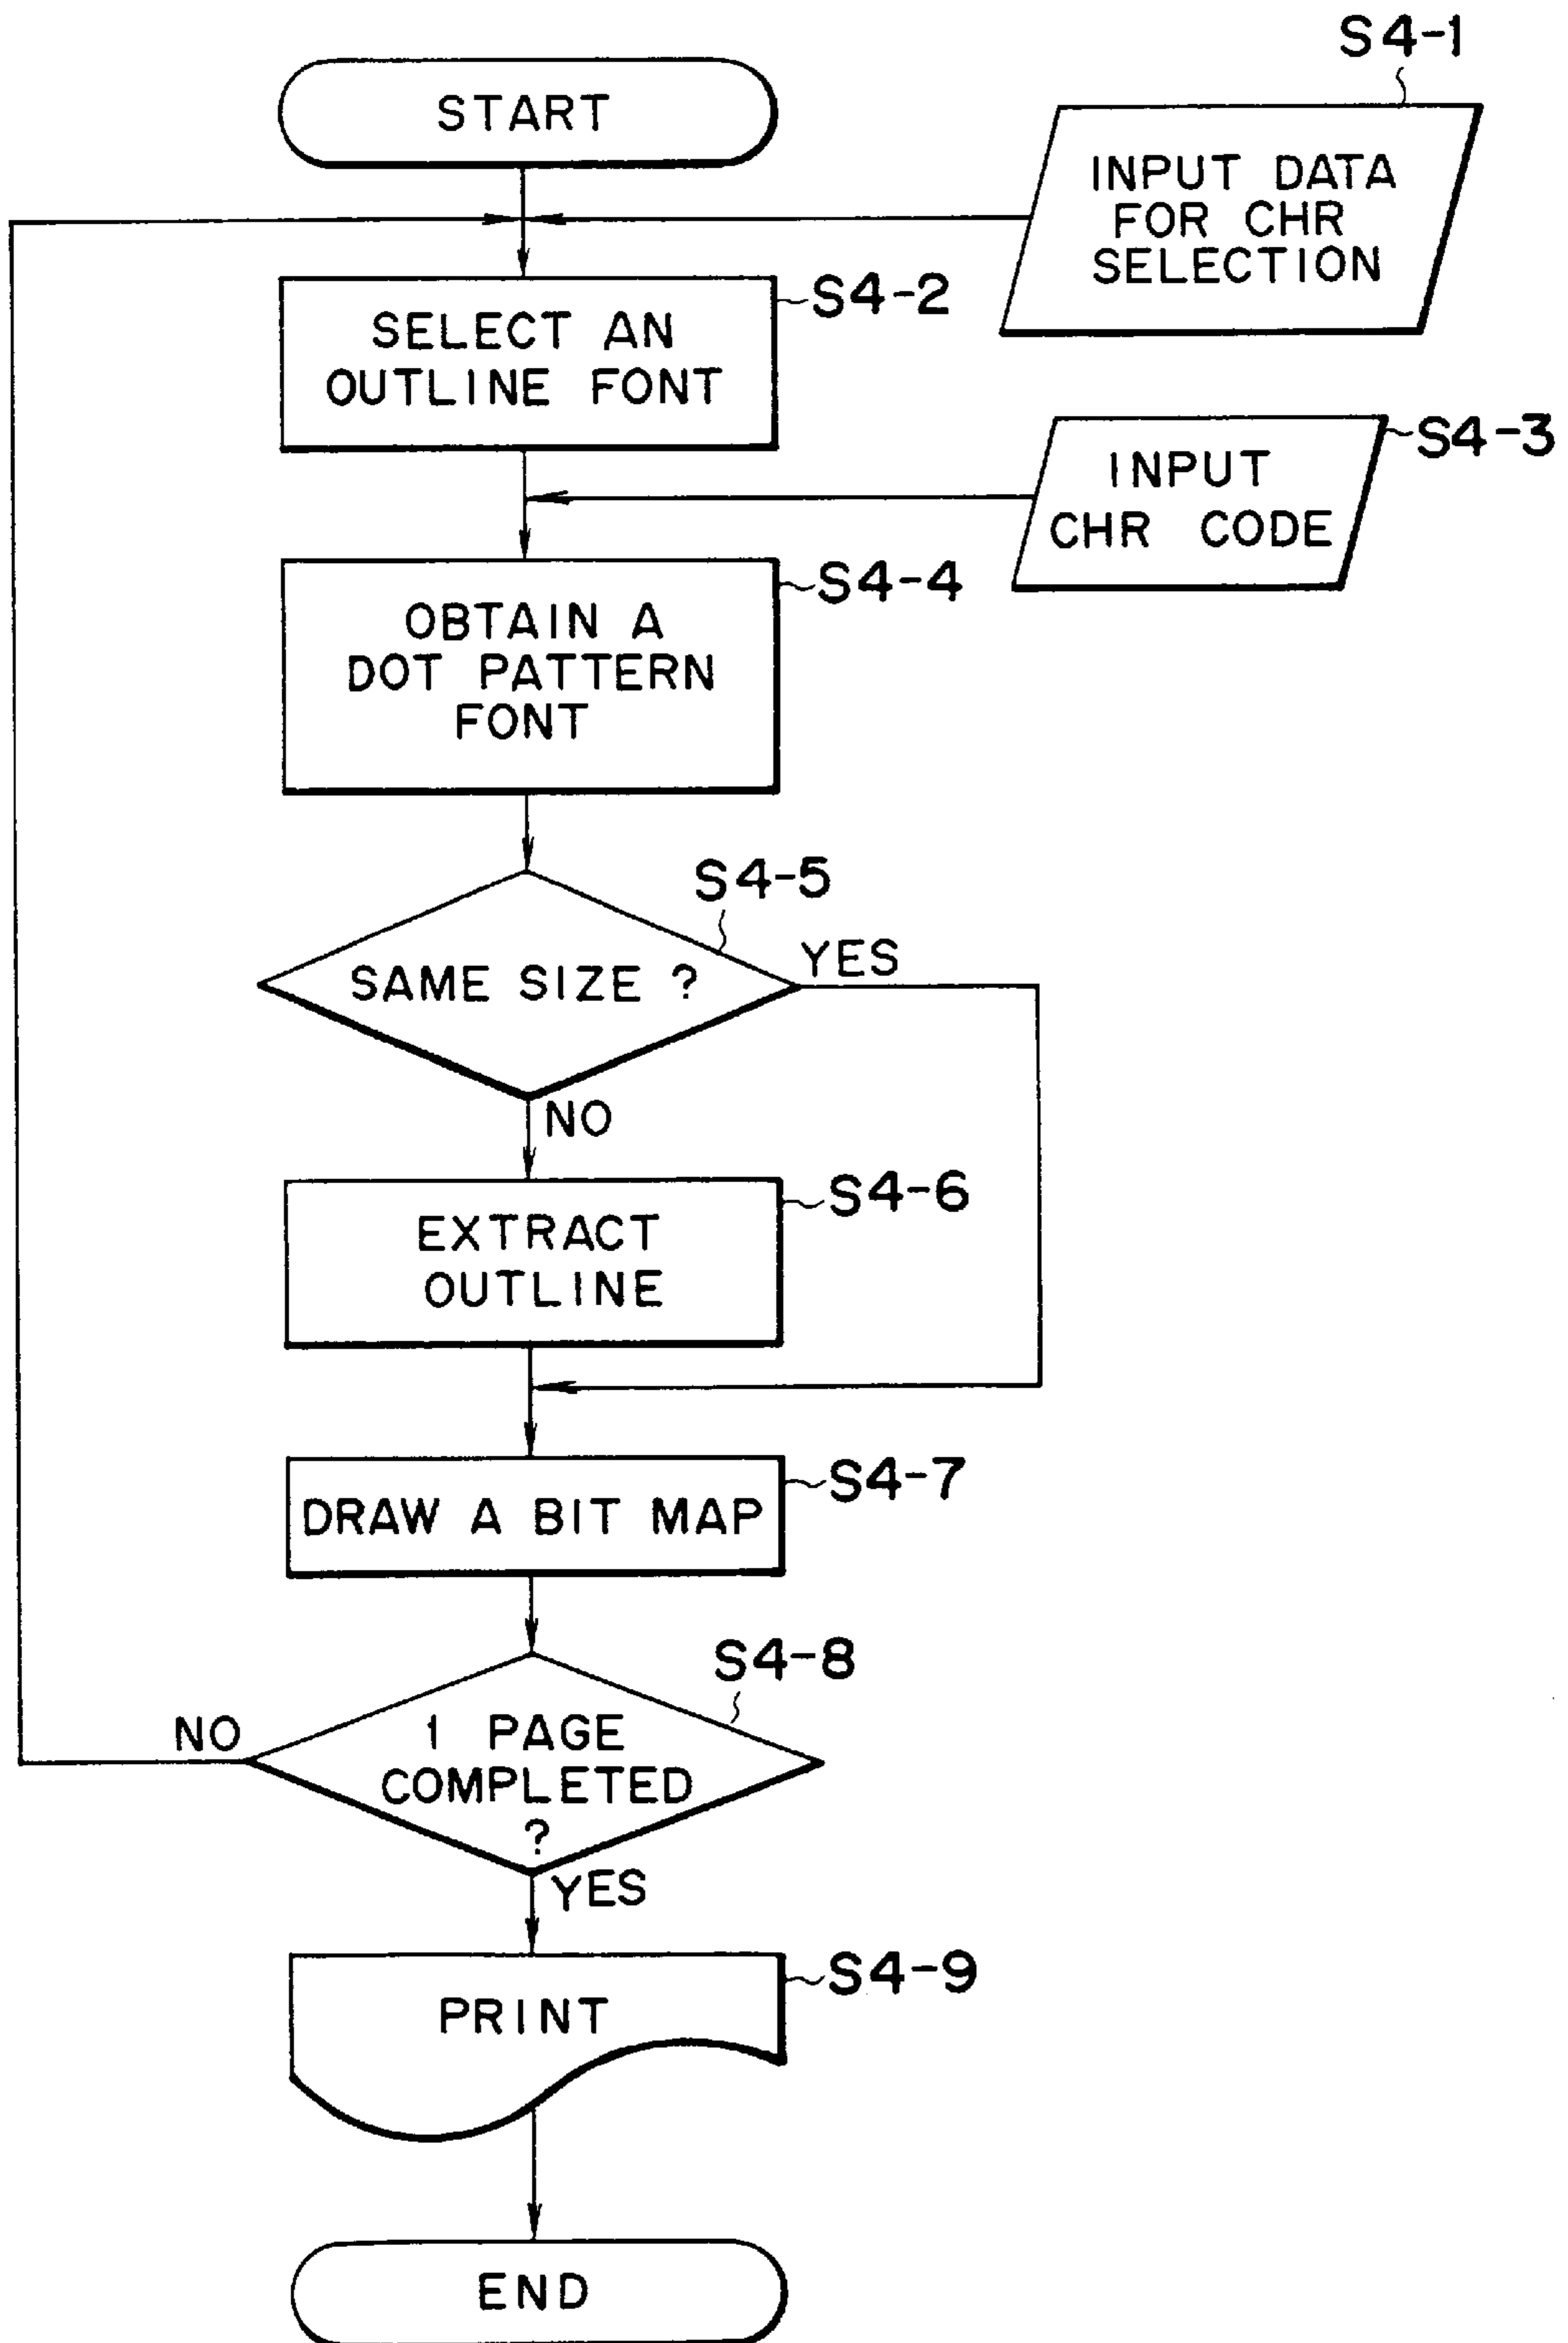 S4-1
START
INPUT DATA
FOR CHR
SELECTION
S4-2
SELECT AN
OUTLINE FONT
S4-3
INPUT
CHR CODE
S4-4
OBTAIN A
DOT PATTERN
FONT
S4-5
SAME SIZE ?
YES
NO
S4-6
EXTRACT
OUTLINE
S4-7
DRAW A BIT MAP
S4-8
NO
1 PAGE
COMPLETED
?
YES
S4-9
PRINT
END